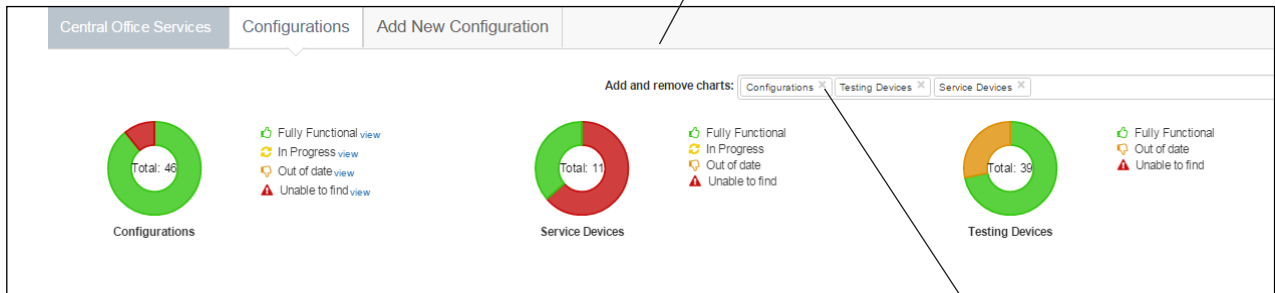 Central Office Services Configurations Add New Configuration
Add and remove charts: Configurations × Testing Devices × Service Devices ×
Total: 46
Fully Functional view
In Progress view
Out of date view
Unable to find view
Configurations
Total: 11
Fully Functional
In Progress
Out of date
Unable to find
Service Devices
Total: 39
Fully Functional
Out of date
Unable to find
Testing Devices